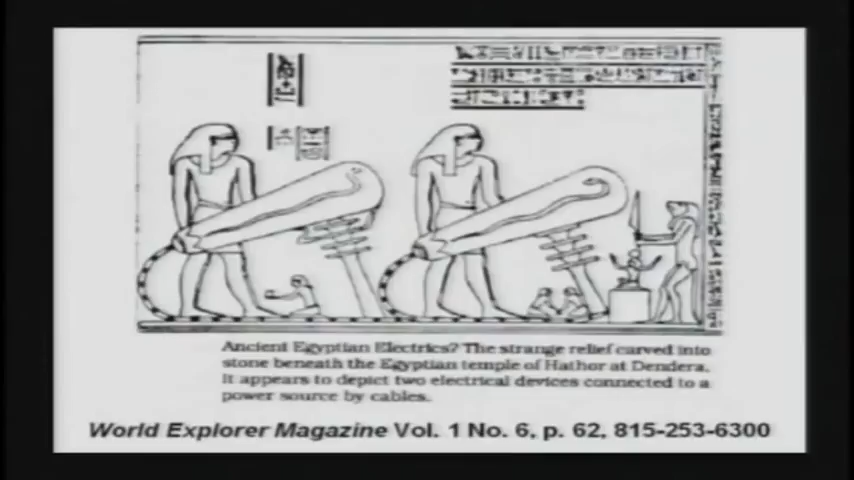 Ancient Egyptian Electrics? The strange relief carved into
stone beneath the Egyptian temple of Hathor at Dendera.
It appears to depict two electrical devices connected to a
power source by cables.
World Explorer Magazine Vol. 1 No. 6, p. 62, 815-253-6300